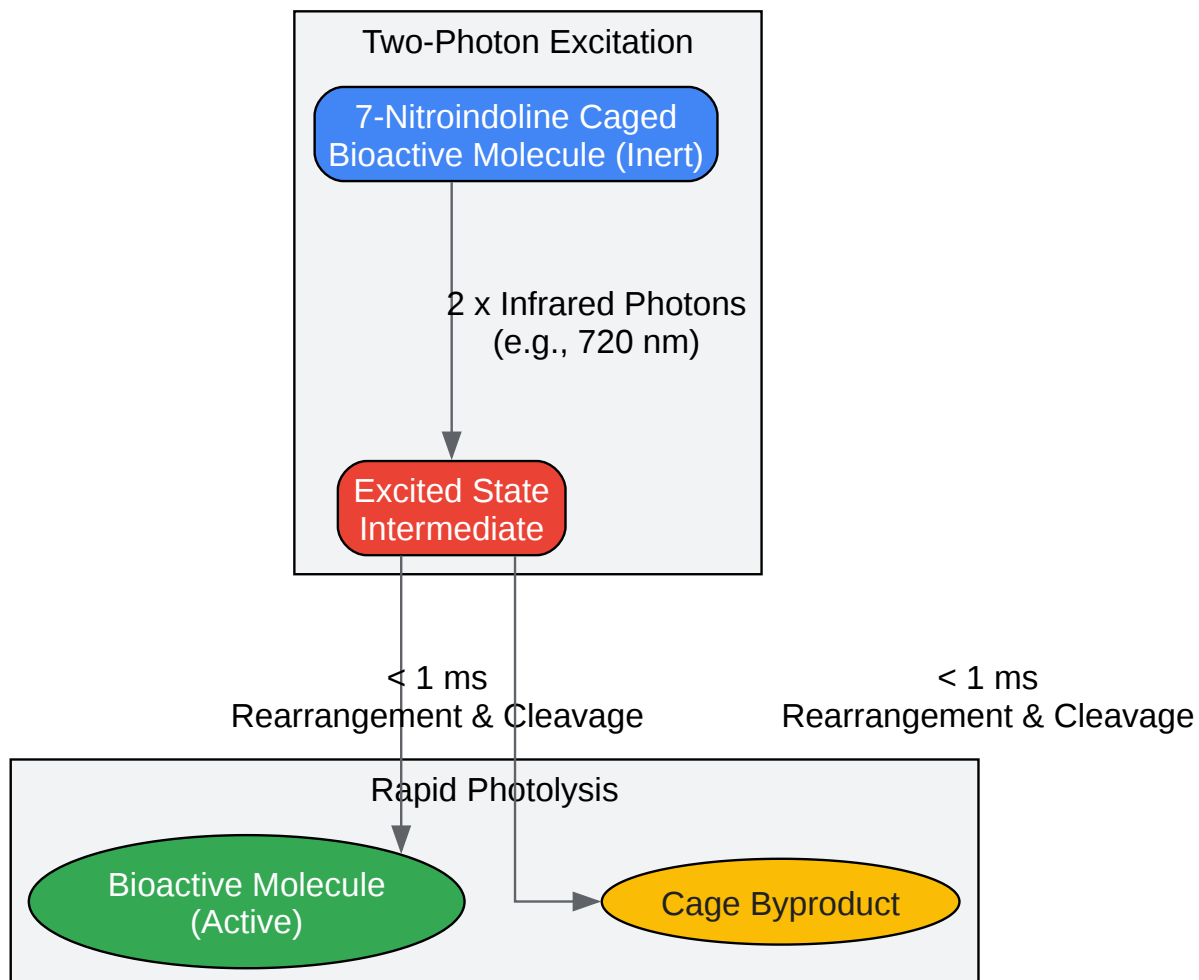 Two-Photon Excitation
7-Nitroindoline Caged
Bioactive Molecule (Inert)
2 x Infrared Photons
(e.g., 720 nm)
Excited State
Intermediate
< 1 ms
Rearrangement & Cleavage
< 1 ms
Rearrangement & Cleavage
Rapid Photolysis
Bioactive Molecule
(Active)
Cage Byproduct